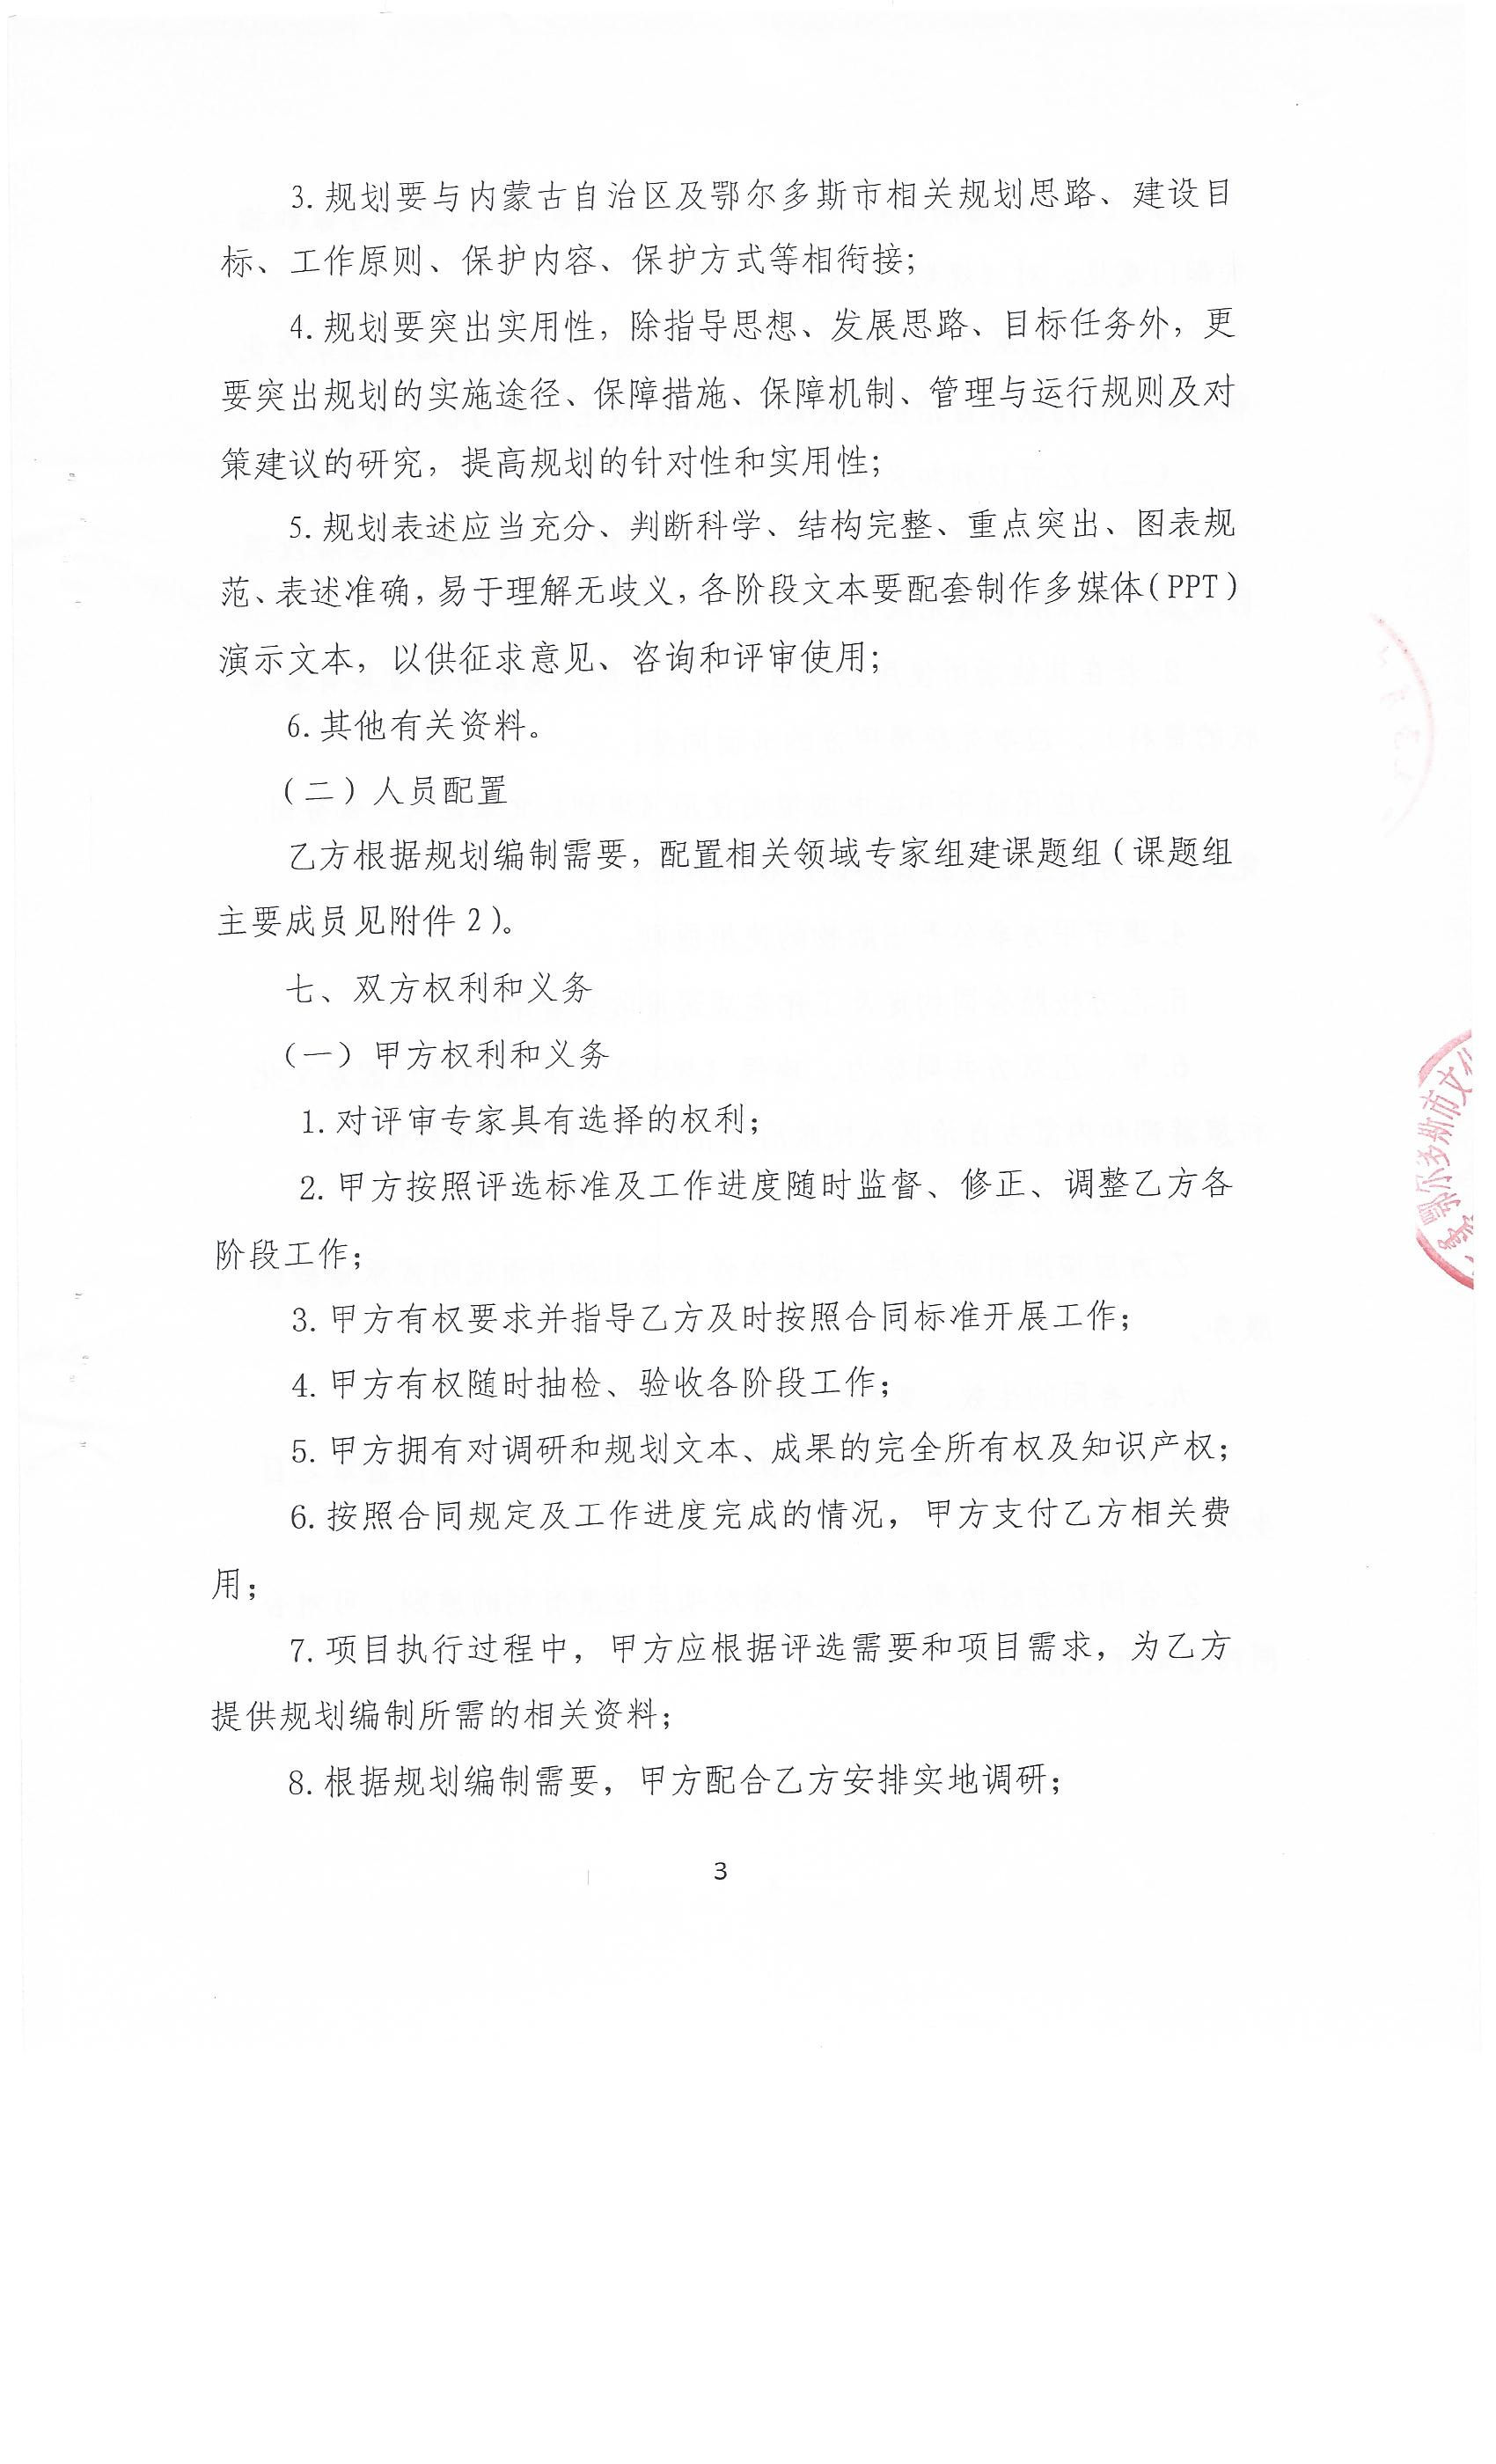 3.规划要与内蒙古自治区及鄂尔多斯市相关规划思路、建设目
标、工作原则、保护内容、保护方式等相衔接；
4.规划要突出实用性，除指导思想、发展思路、目标任务外，更
要突出规划的实施途径、保障措施、保障机制、管理与运行规则及对
策建议的研究，提高规划的针对性和实用性；
5.规划表述应当充分、判断科学、结构完整、重点突出、图表规
范、表述准确，易于理解无歧义，各阶段文本要配套制作多媒体（PPT）
演示文本，以供征求意见、咨询和评审使用；
6.其他有关资料。
（二）人员配置
乙方根据规划编制需要，配置相关领域专家组建课题组（课题组
主要成员见附件2）。
七、双方权利和义务
（一）甲方权利和义务
1.对评审专家具有选择的权利；
2.甲方按照评选标准及工作进度随时监督、修正、调整乙方各
阶段工作；
3.甲方有权要求并指导乙方及时按照合同标准开展工作；
4.甲方有权随时抽检、验收各阶段工作；
5.甲方拥有对调研和规划文本、成果的完全所有权及知识产权；
6.按照合同规定及工作进度完成的情况，甲方支付乙方相关费
用；
7.项目执行过程中，甲方应根据评选需要和项目需求，为乙方
提供规划编制所需的相关资料；
8.根据规划编制需要，甲方配合乙方安排实地调研；
3
鄂尔多斯市文